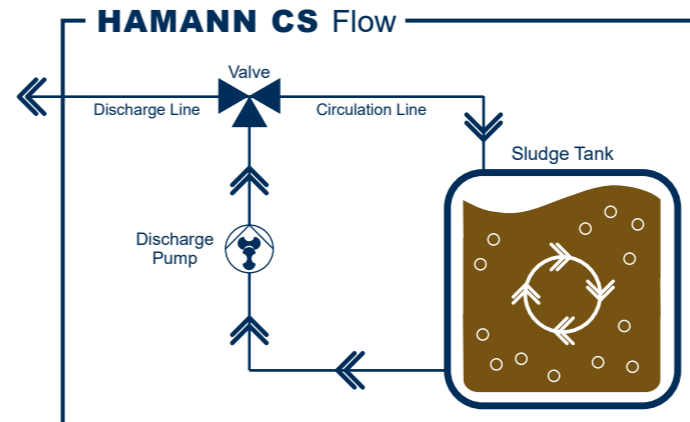 HAMANN CS Flow
Valve
Discharge Line
Circulation Line
Sludge Tank
Discharge
Pump